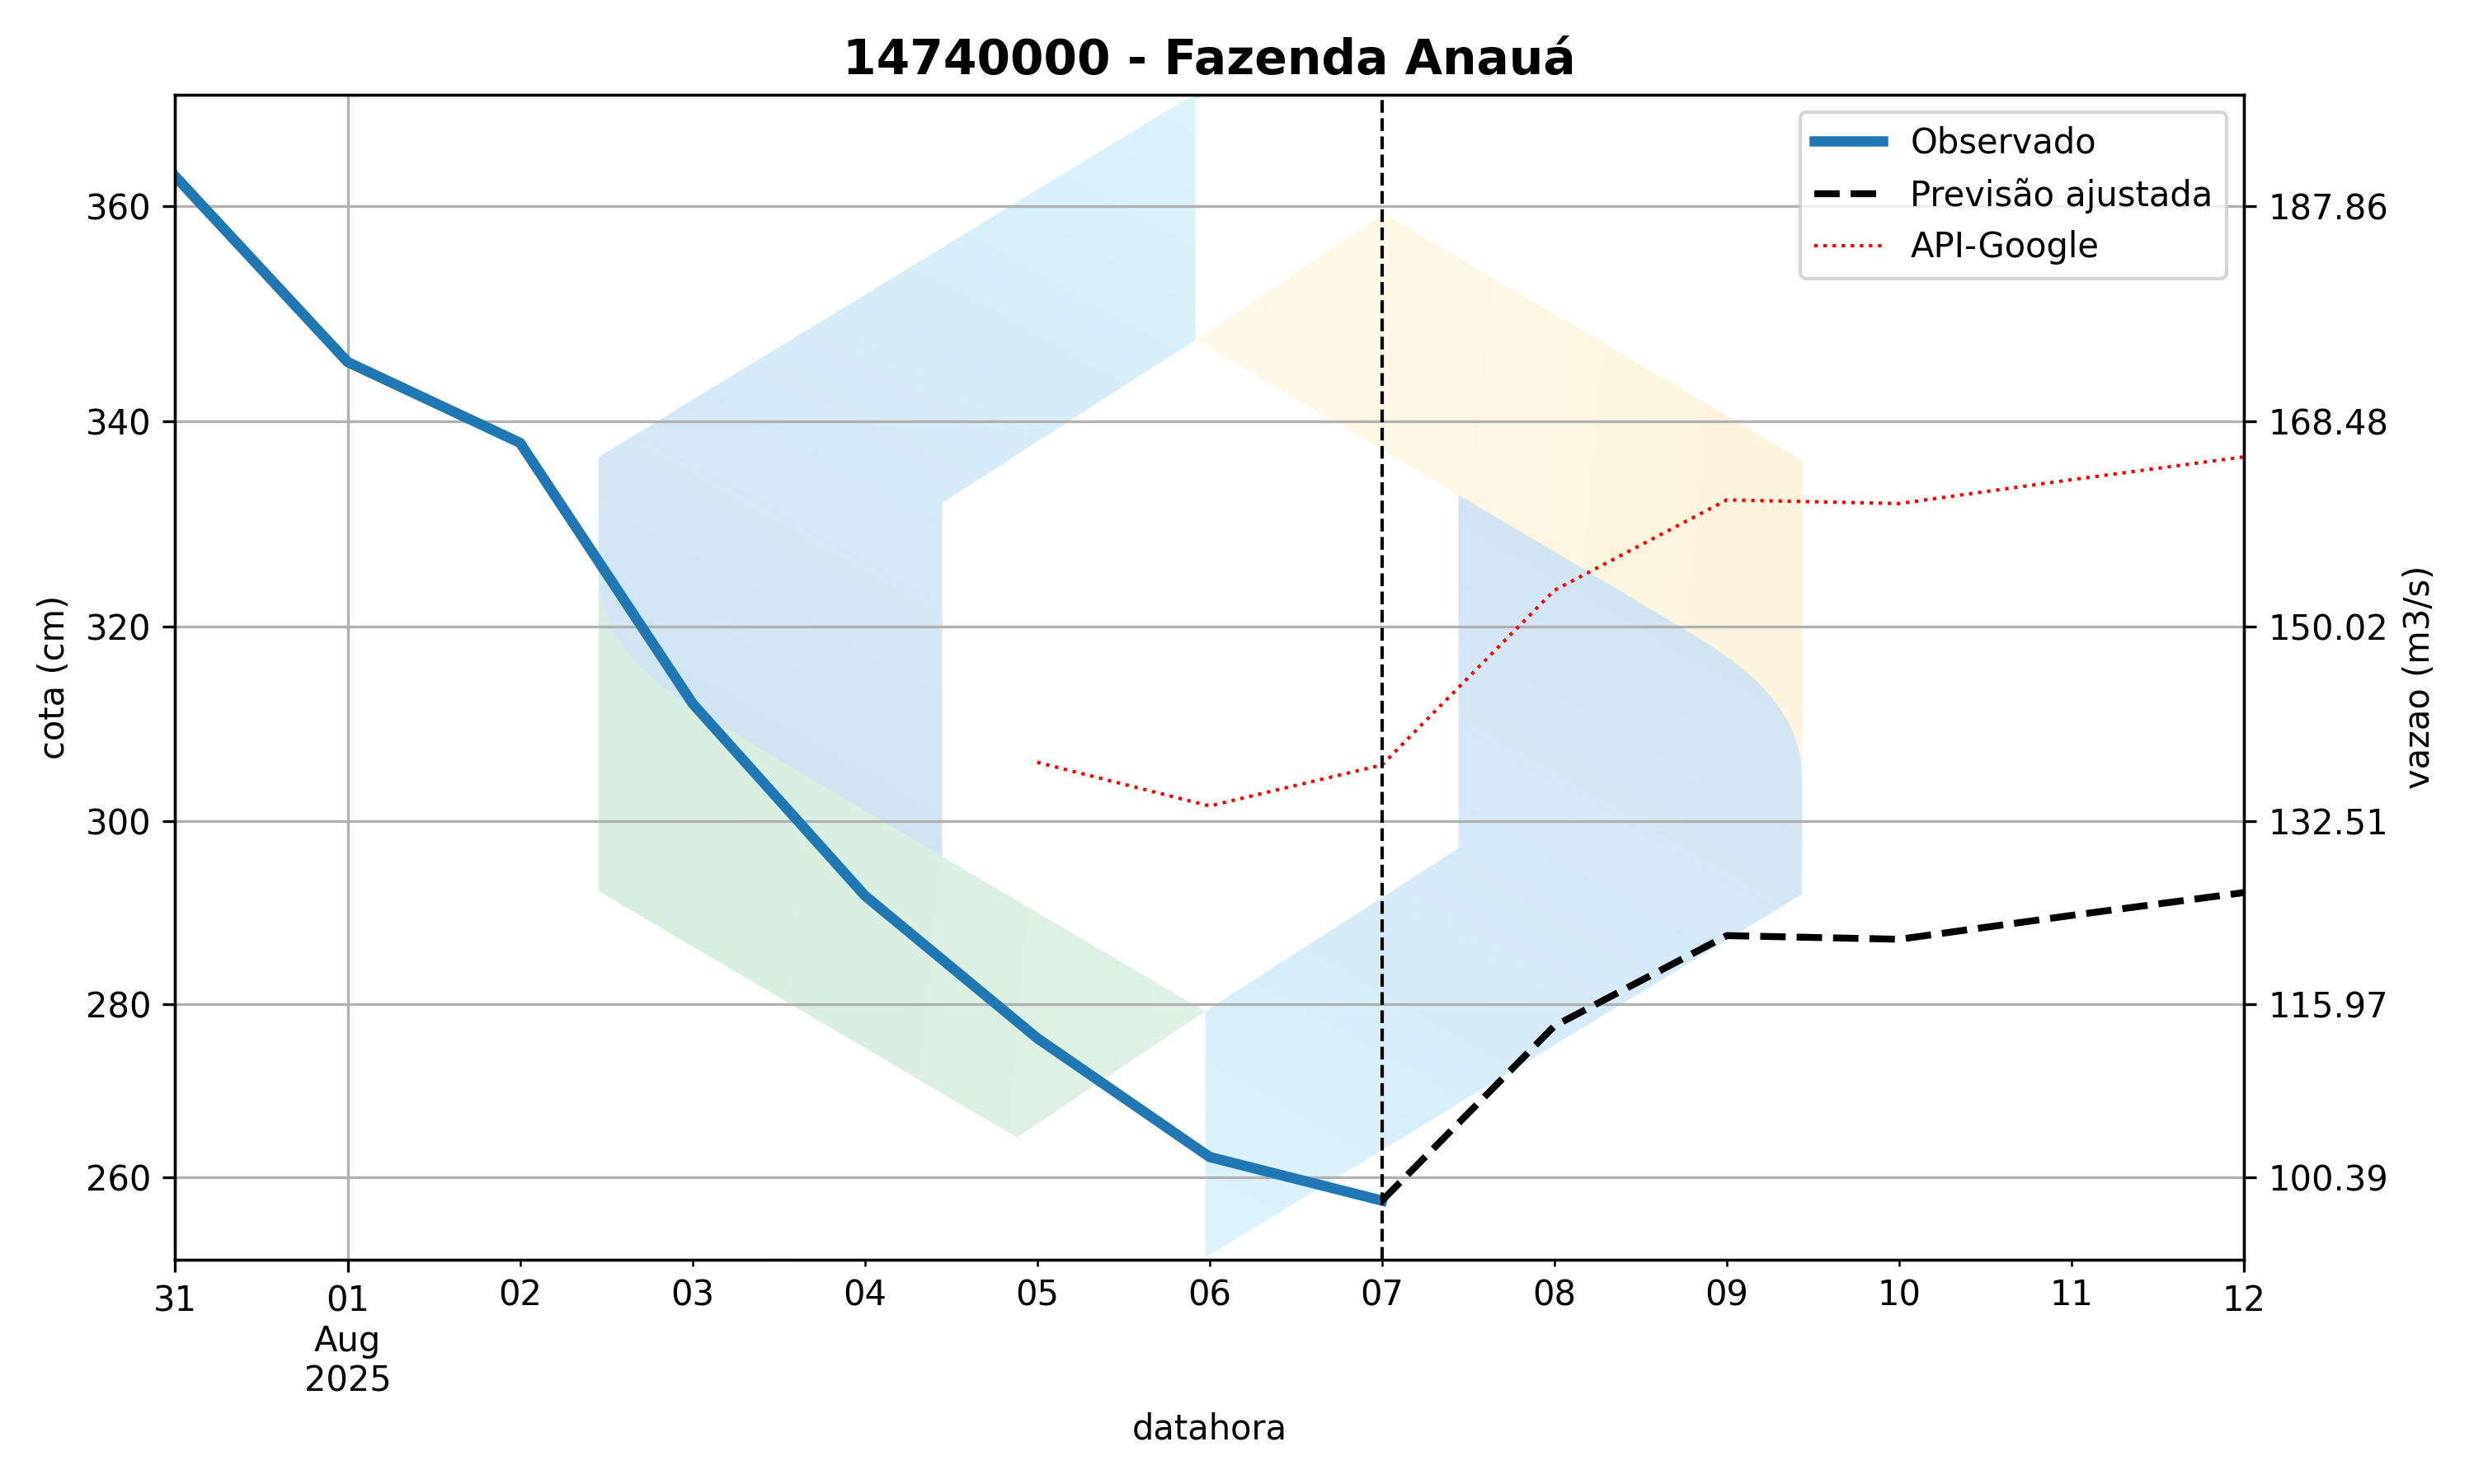 14740000 - Fazenda Anauá
Observado
Previsão ajustada
API-Google
360
340
320
300
280
260
cota (cm)
187.86
168.48
150.02
132.51
115.97
100.39
vazao (m3/s)
31 01 02 03 04 05 06 07 08 09 10 11 12
Aug
2025
datahora